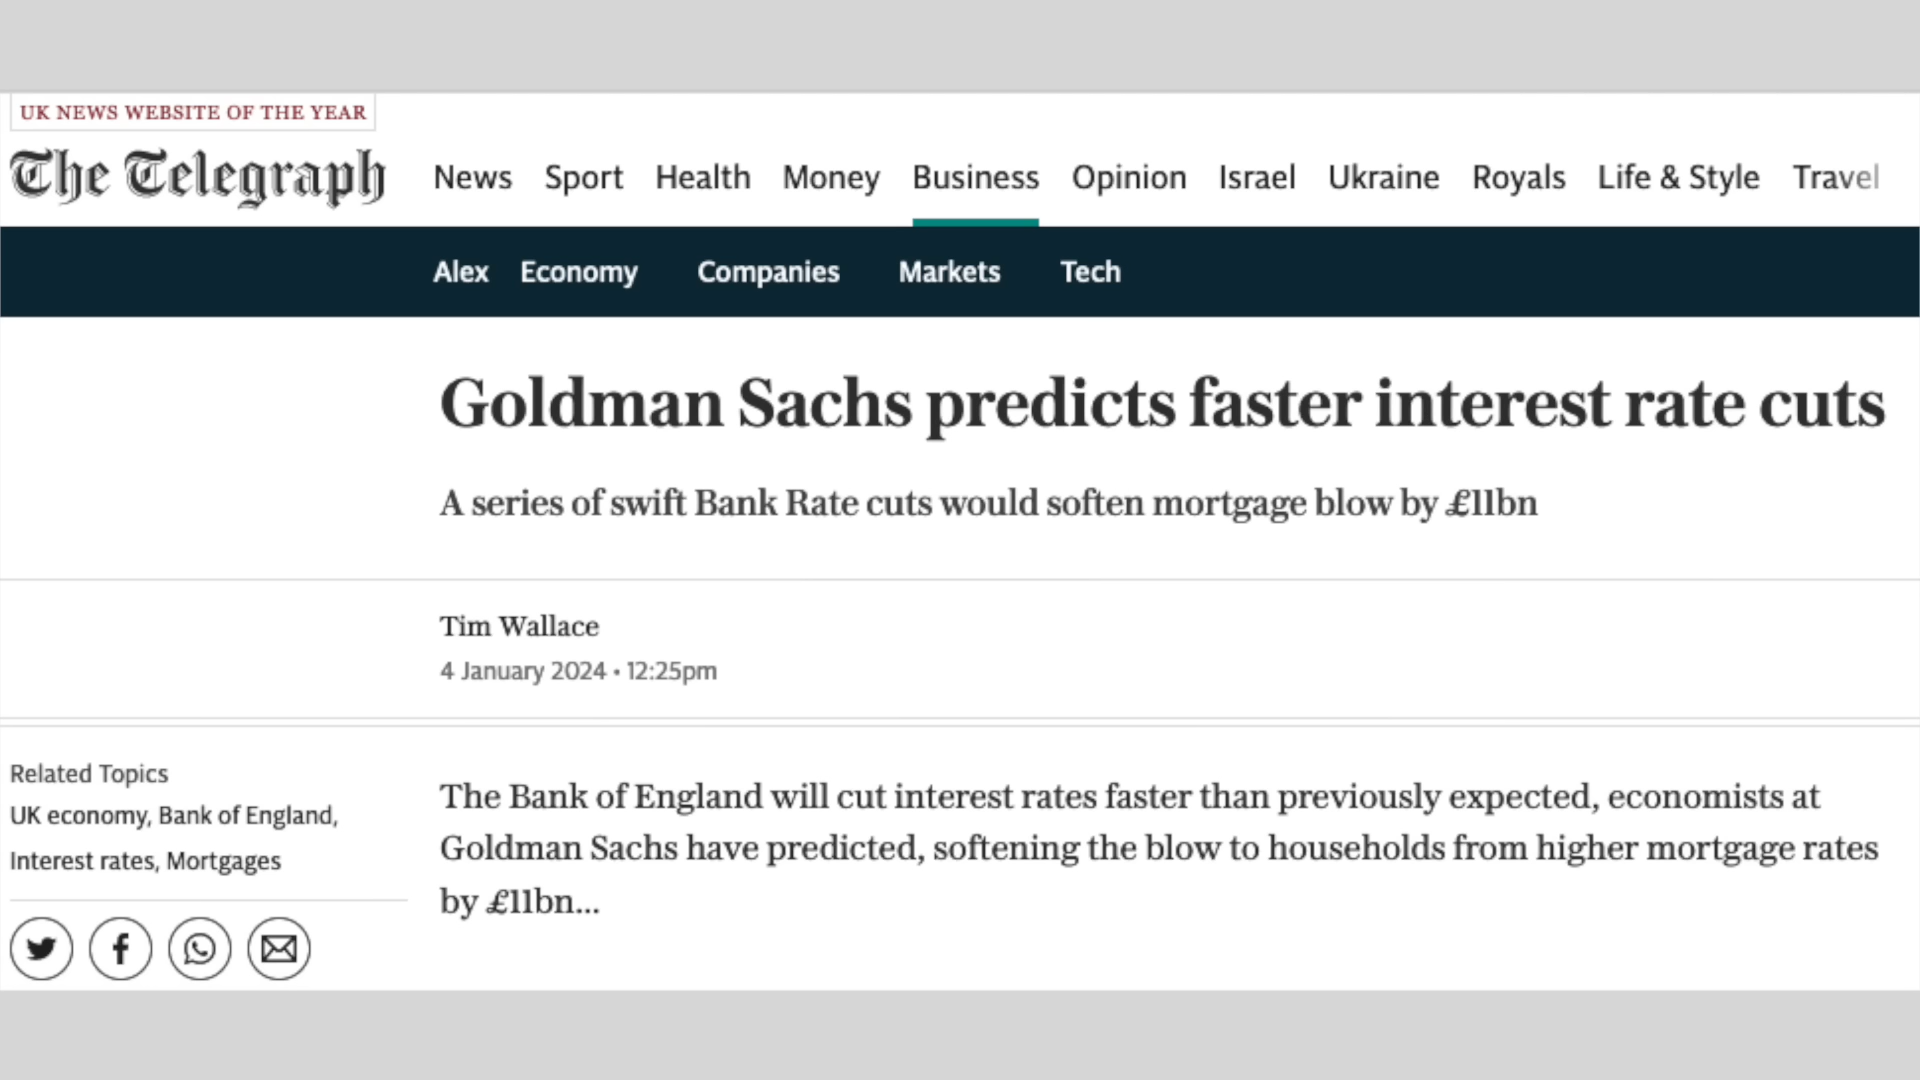 UK NEWS WEBSITE OF THE YEAR
The Telegraph
News Sport Health Money Business Opinion Israel Ukraine Royals Life & Style Travel
Alex Economy Companies Markets Tech
Goldman Sachs predicts faster interest rate cuts
A series of swift Bank Rate cuts would soften mortgage blow by £11bn
Tim Wallace
4 January 2024 • 12:25pm
Related Topics
UK economy, Bank of England,
Interest rates, Mortgages
The Bank of England will cut interest rates faster than previously expected, economists at
Goldman Sachs have predicted, softening the blow to households from higher mortgage rates
by £11bn...